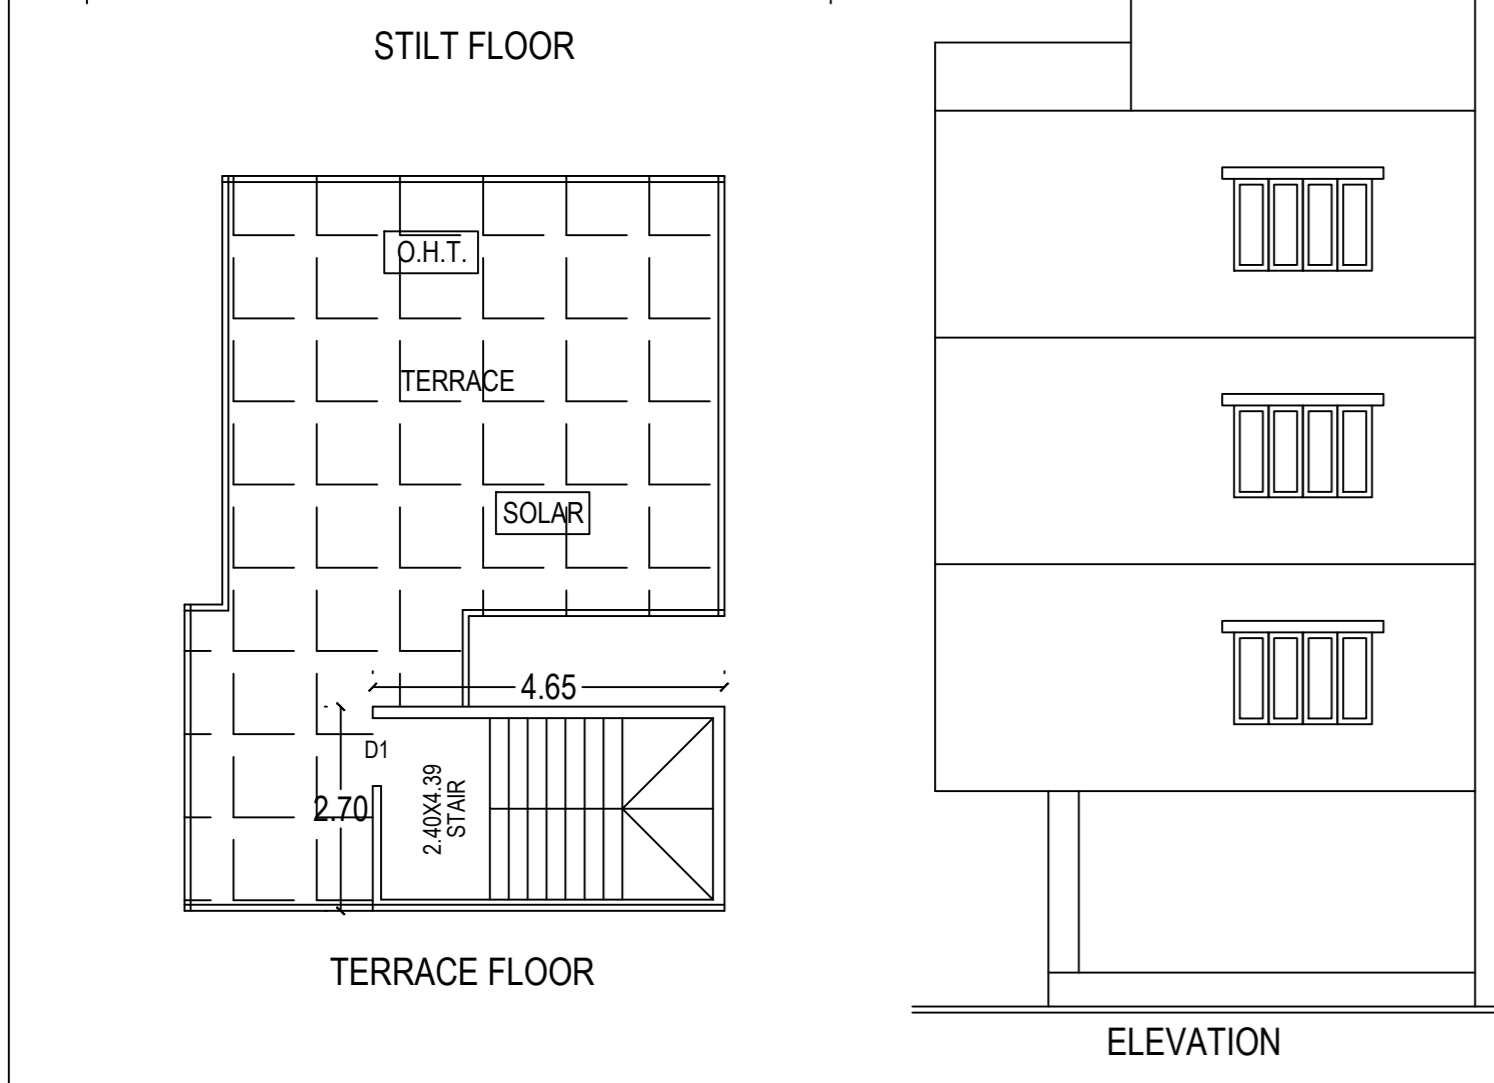 STILT FLOOR
O.H.T.
TERRACE
SOLAR
4.65
D1
2.70
2.40X4.39
STAIR
TERRACE FLOOR
ELEVATION